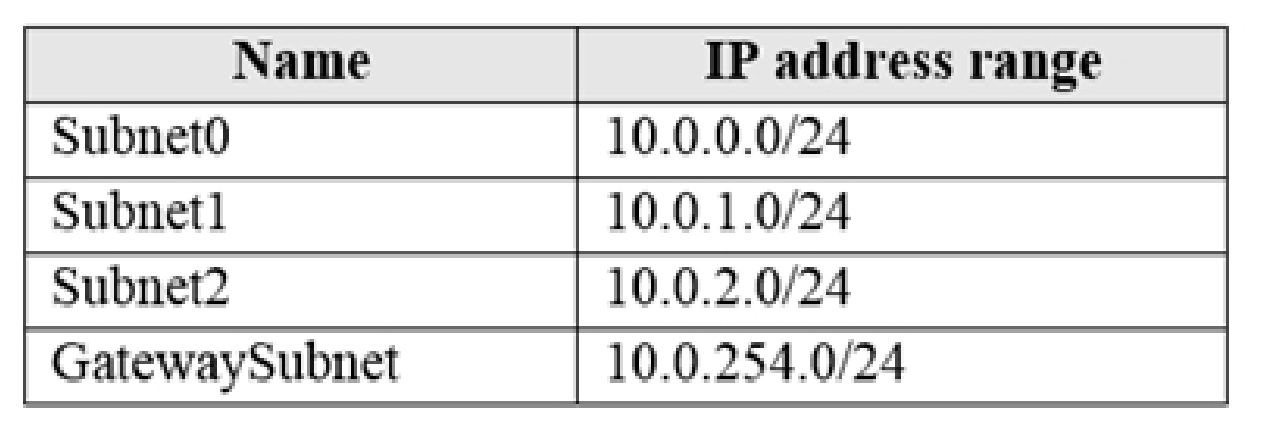 Name IP address range
Subnet0 10.0.0.0/24
Subnet1 10.0.1.0/24
Subnet2 10.0.2.0/24
GatewaySubnet 10.0.254.0/24